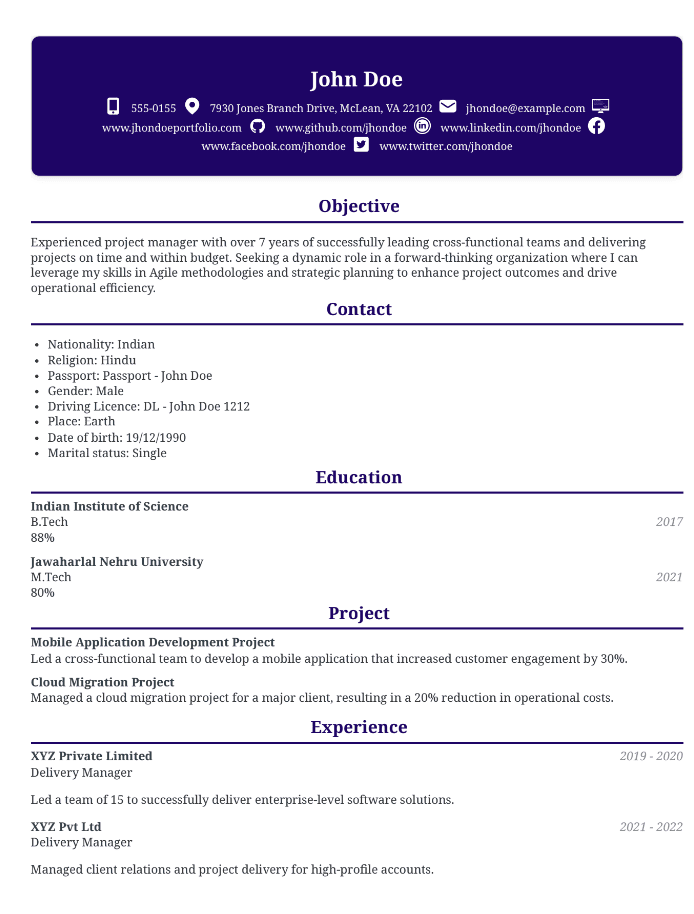 John Doe
555-0155 7930 Jones Branch Drive, McLean, VA 22102 jhondoe@example.com
www.jhondoeportfolio.com www.github.com/jhondoe www.linkedin.com/jhondoe
www.facebook.com/jhondoe www.twitter.com/jhondoe
Objective
Experienced project manager with over 7 years of successfully leading cross-functional teams and delivering
projects on time and within budget. Seeking a dynamic role in a forward-thinking organization where I can
leverage my skills in Agile methodologies and strategic planning to enhance project outcomes and drive
operational efficiency.
Contact
• Nationality: Indian
• Religion: Hindu
• Passport: Passport - John Doe
• Gender: Male
• Driving Licence: DL - John Doe 1212
• Place: Earth
• Date of birth: 19/12/1990
• Marital status: Single
Education
Indian Institute of Science
B.Tech 2017
88%
Jawaharlal Nehru University
M.Tech 2021
80%
Project
Mobile Application Development Project
Led a cross-functional team to develop a mobile application that increased customer engagement by 30%.
Cloud Migration Project
Managed a cloud migration project for a major client, resulting in a 20% reduction in operational costs.
Experience
XYZ Private Limited 2019 - 2020
Delivery Manager
Led a team of 15 to successfully deliver enterprise-level software solutions.
XYZ Pvt Ltd 2021 - 2022
Delivery Manager
Managed client relations and project delivery for high-profile accounts.